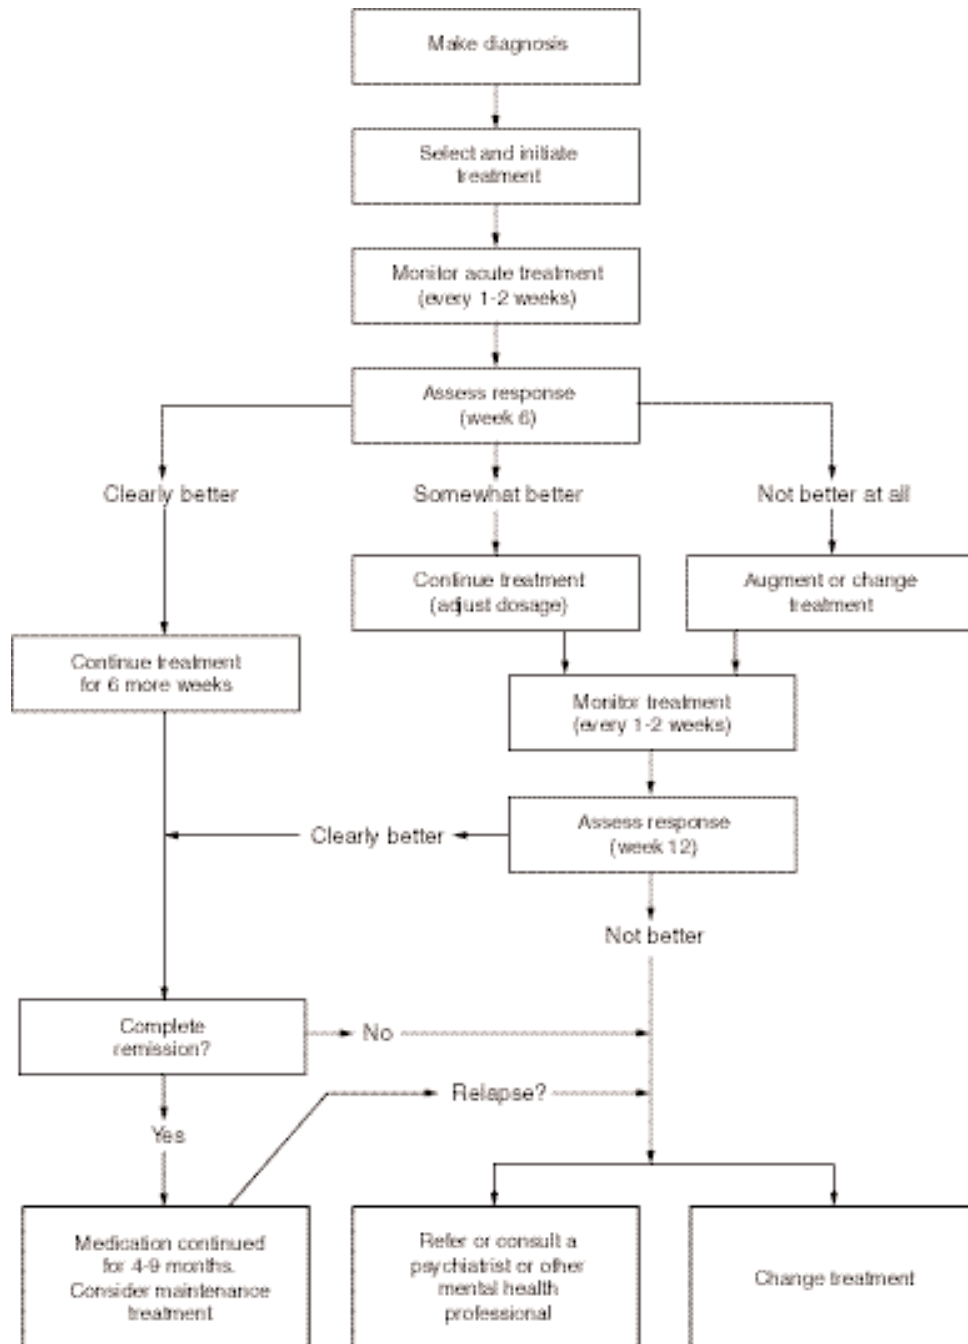 Make diagnosis
Select and initiate
treatment
Monitor acute treatment
(every 1-2 weeks)
Assess response
(week 6)
Clearly better
Somewhat better
Not better at all
Continue treatment
(adjust dosage)
Augment or change
treatment
Continue treatment
for 6 more weeks
Monitor treatment
(every 1-2 weeks)
Assess response
(week 12)
Clearly better
Not better
Complete
remission?
No
Relapse?
Yes
Medication continued
for 4-9 months.
Consider maintenance
treatment
Refer or consult a
psychiatrist or other
mental health
professional
Change treatment